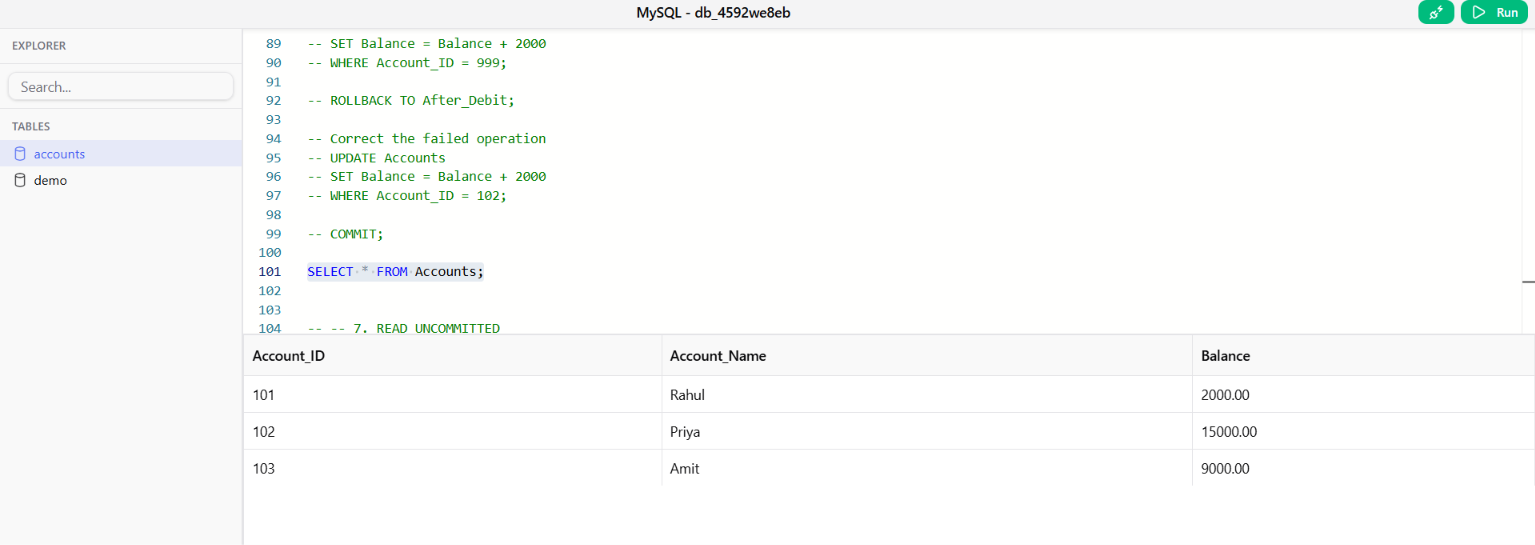 MySQL - db_4592we8eb
Run
EXPLORER
Search...
TABLES
accounts
demo
89 -- SET Balance = Balance + 2000
90 -- WHERE Account_ID = 999;
91
92 -- ROLLBACK TO After_Debit;
93
94 -- Correct the failed operation
95 -- UPDATE Accounts
96 -- SET Balance = Balance + 2000
97 -- WHERE Account_ID = 102;
98
99 -- COMMIT;
100
101 SELECT * FROM Accounts;
102
103
104 -- -- 7. READ UNCOMMITTED
Account_ID Account_Name Balance
101 Rahul 2000.00
102 Priya 15000.00
103 Amit 9000.00